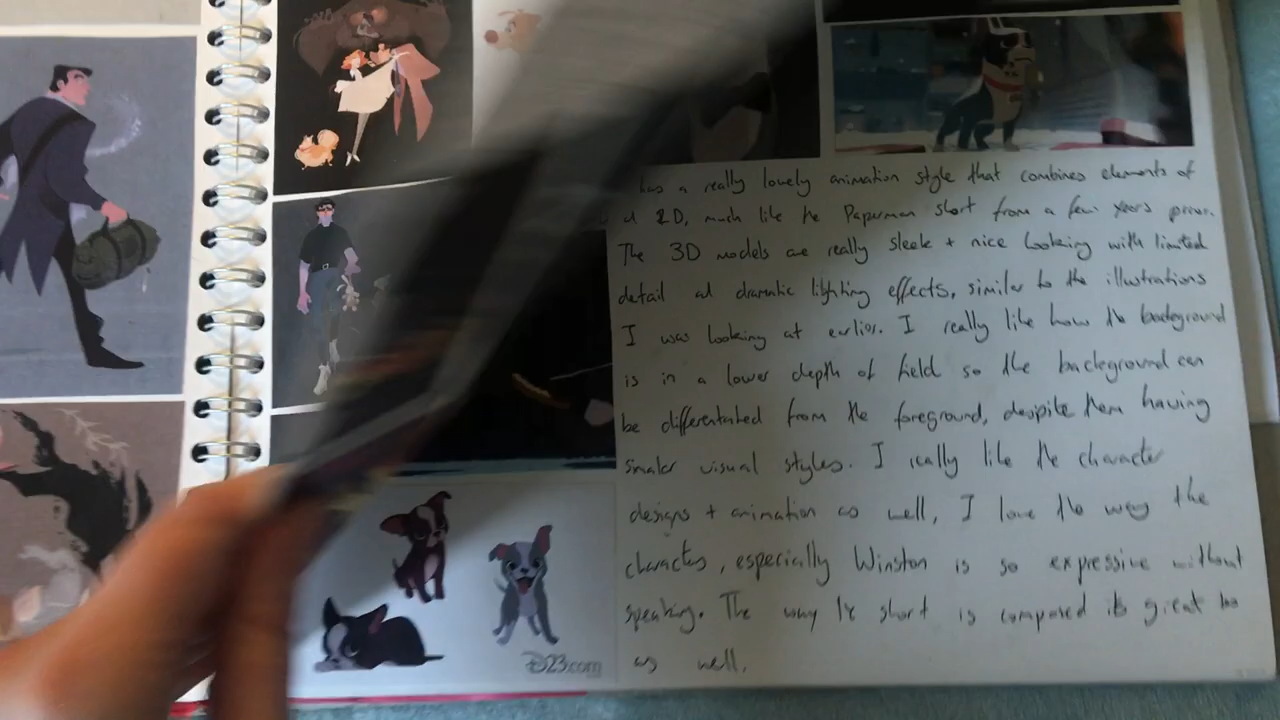 has a really lovely animation style that combines elements of
2D, much like the Paperman short from a few years prior.
The 3D models are really sleek + nice looking with limited
detail ad dramatic lighting effects, similar to the illustrations
I was looking at earlier. I really like how the background
is in a lower depth of field so the background can
be differentiated from the foreground, despite them having
similar visual styles. I really like the character
designs + animation as well, I love the way the
characters, especially Winston is so expressive without
speaking. The way the short is composed is great too
as well.
D23.com